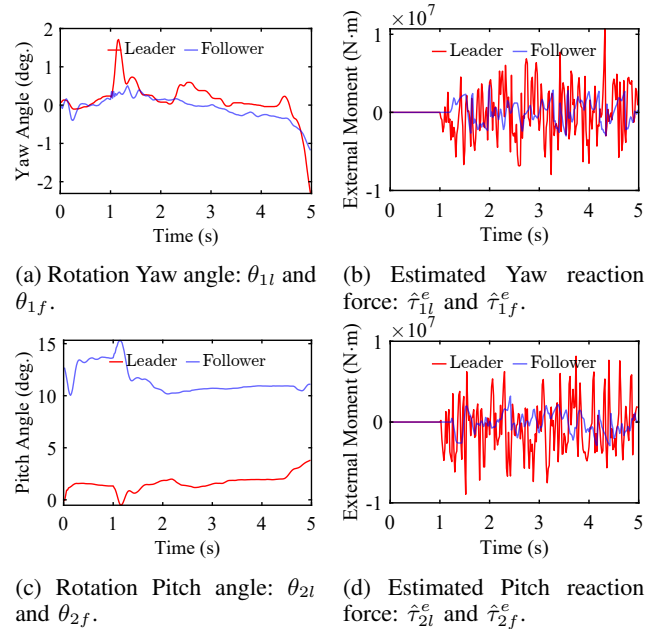 2
1
0
-1
-2
Yaw Angle (deg.)
Leader Follower
0 1 2 3 4 5
Time (s)
(a) Rotation Yaw angle: θ1l and
θ1f.
×10^7
1
0
-1
External Moment (N·m)
Leader Follower
0 1 2 3 4 5
Time (s)
(b) Estimated Yaw reaction
force: τ̂^e_1l and τ̂^e_1f.
15
10
5
0
Pitch Angle (deg.)
Leader Follower
0 1 2 3 4 5
Time (s)
(c) Rotation Pitch angle: θ2l
and θ2f.
×10^7
1
0
-1
External Moment (N·m)
Leader Follower
0 1 2 3 4 5
Time (s)
(d) Estimated Pitch reaction
force: τ̂^e_2l and τ̂^e_2f.